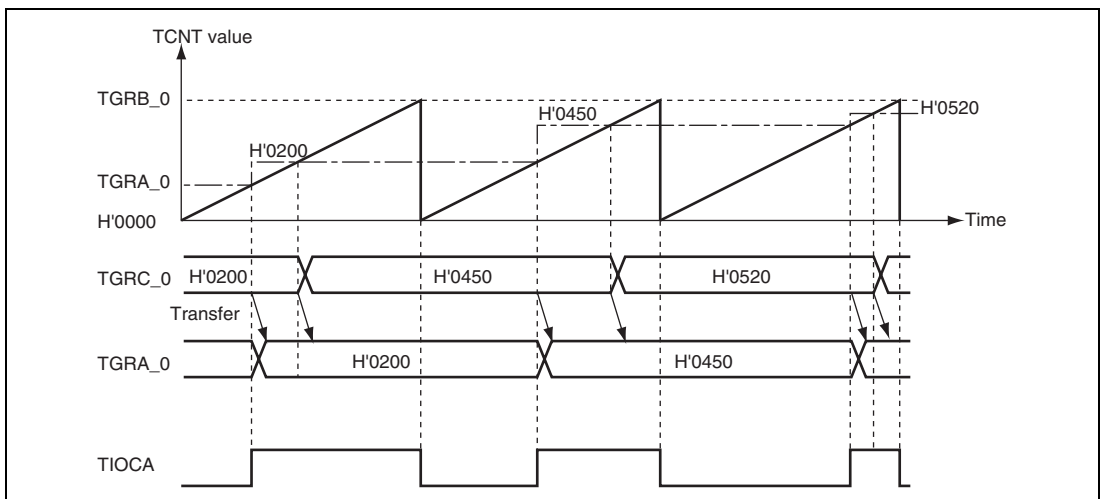 TCNT value
TGRB_0
H'0450
H'0520
H'0200
TGRA_0
H'0000
Time
TGRC_0
H'0200
H'0450
H'0520
Transfer
TGRA_0
H'0200
H'0450
TIOCA